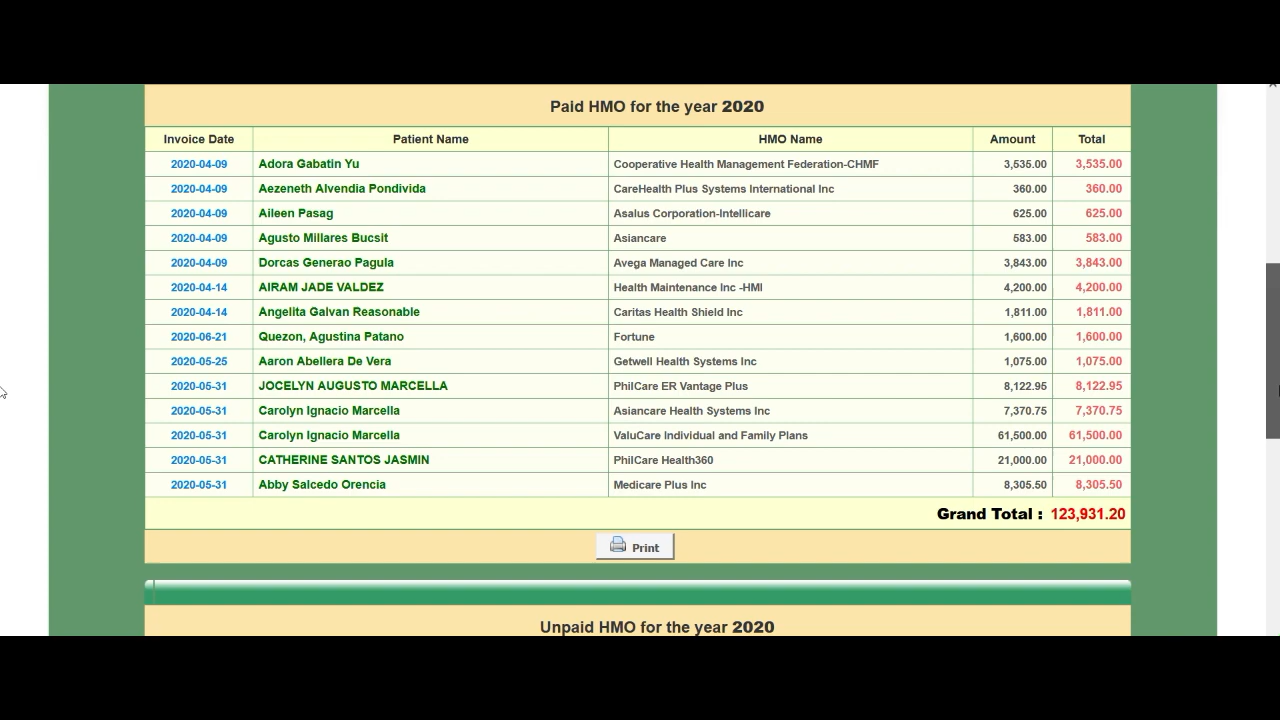 Paid HMO for the year 2020
Invoice Date Patient Name HMO Name Amount Total
2020-04-09 Adora Gabatin Yu Cooperative Health Management Federation-CHMF 3,535.00 3,535.00
2020-04-09 Aezeneth Alvendia Pondivida CareHealth Plus Systems International Inc 360.00 360.00
2020-04-09 Aileen Pasag Asalus Corporation-Intellicare 625.00 625.00
2020-04-09 Agusto Millares Bucsit Asiancare 583.00 583.00
2020-04-09 Dorcas Generao Pagula Avega Managed Care Inc 3,843.00 3,843.00
2020-04-14 AIRAM JADE VALDEZ Health Maintenance Inc -HMI 4,200.00 4,200.00
2020-04-14 Angelita Galvan Reasonable Caritas Health Shield Inc 1,811.00 1,811.00
2020-06-21 Quezon, Agustina Patano Fortune 1,600.00 1,600.00
2020-05-25 Aaron Abellera De Vera Getwell Health Systems Inc 1,075.00 1,075.00
2020-05-31 JOCELYN AUGUSTO MARCELLA PhilCare ER Vantage Plus 8,122.95 8,122.95
2020-05-31 Carolyn Ignacio Marcella Asiancare Health Systems Inc 7,370.75 7,370.75
2020-05-31 Carolyn Ignacio Marcella ValuCare Individual and Family Plans 61,500.00 61,500.00
2020-05-31 CATHERINE SANTOS JASMIN PhilCare Health360 21,000.00 21,000.00
2020-05-31 Abby Salcedo Orencia Medicare Plus Inc 8,305.50 8,305.50
Grand Total : 123,931.20
Print
Unpaid HMO for the year 2020